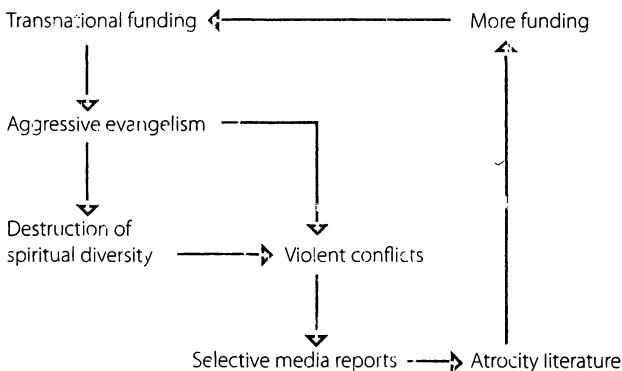 Transnational funding
More funding
Aggressive evangelism
Destruction of
spiritual diversity
Violent conflicts
Selective media reports
Atrocity literature